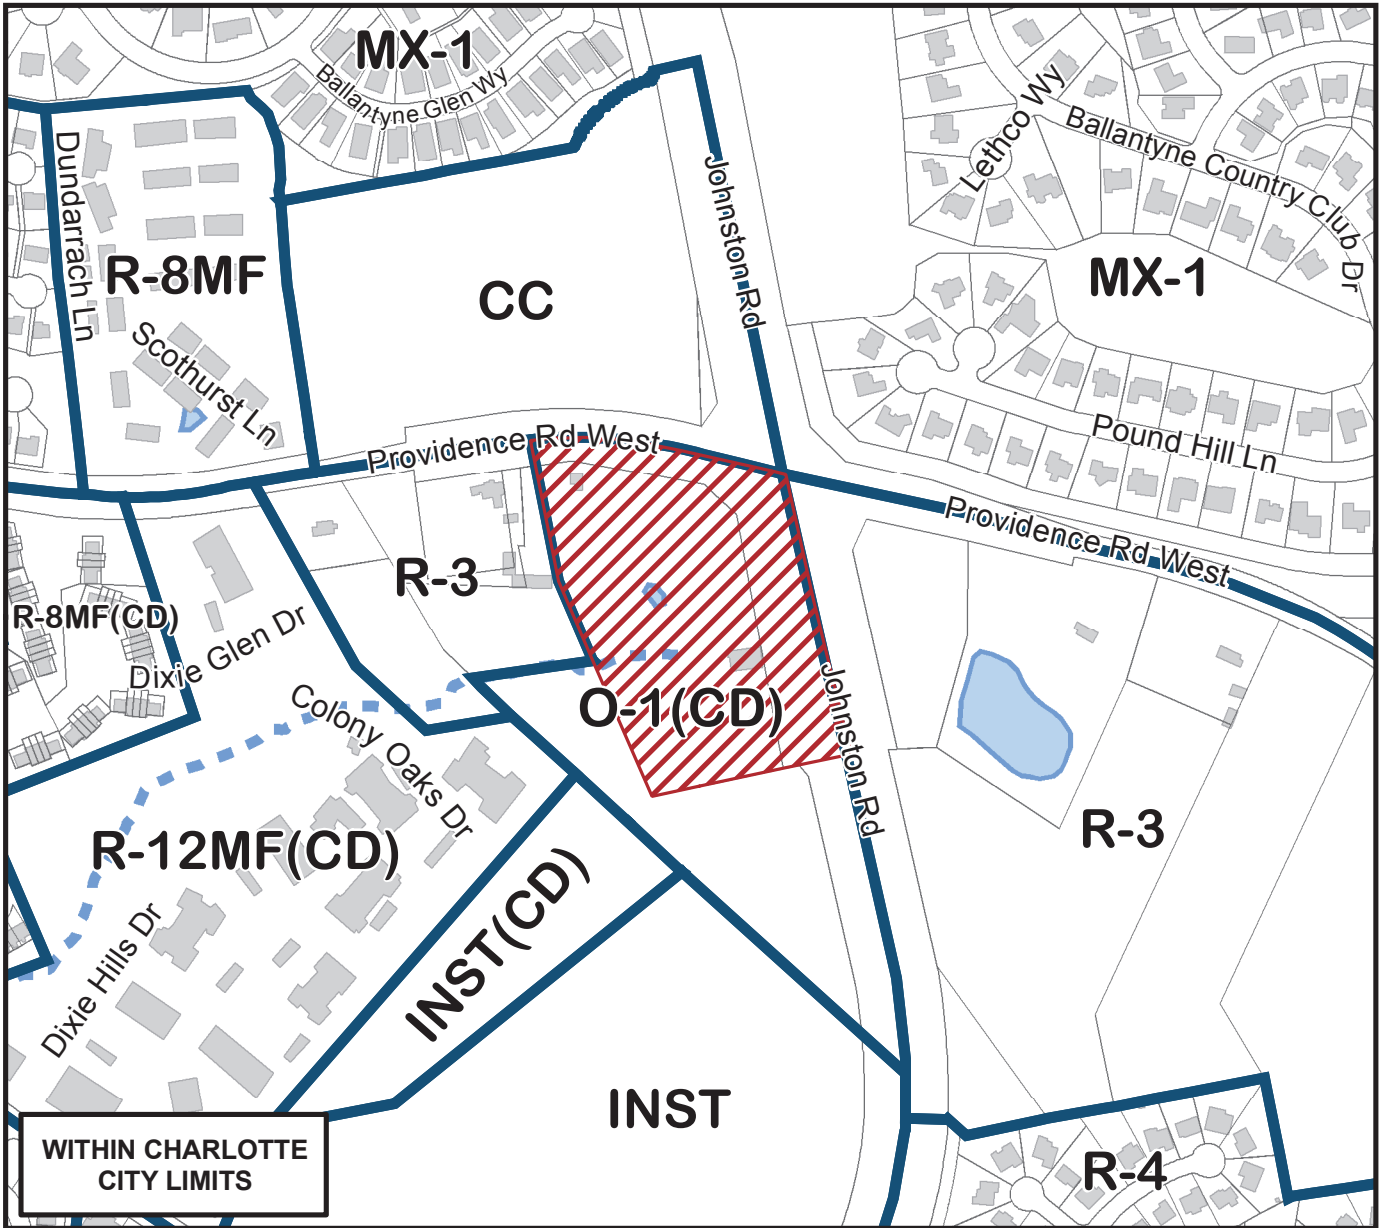 MX-1
Ballantyne Glen Wy
Lethco Wy
Ballantyne Country Club Dr
Dundarrach Ln
Johnston Rd
R-8MF
MX-1
CC
Scothurst Ln
Providence Rd West
Pound Hill Ln
Providence Rd West
R-3
R-8MF(CD)
Dixie Glen Dr
O-1(CD)
Colony Oaks Dr
Johnston Rd
R-3
R-12MF(CD)
INST(CD)
Dixie Hills Dr
INST
WITHIN CHARLOTTE
CITY LIMITS
R-4